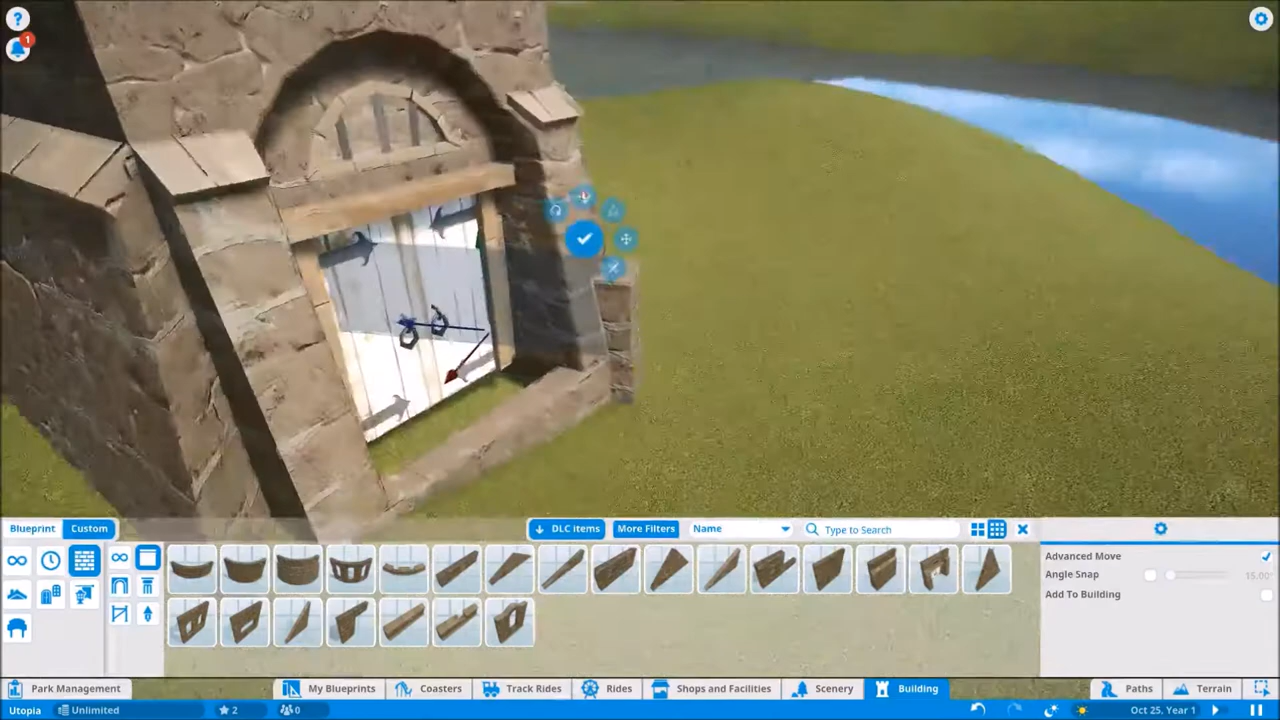 ?
1
Blueprint
Custom
DLC items
More Filters
Name
Type to Search
Advanced Move
Angle Snap
15.00°
Add To Building
Park Management
My Blueprints
Coasters
Track Rides
Rides
Shops and Facilities
Scenery
Building
Paths
Terrain
Utopia
Unlimited
2
0
Oct 25. Year 1